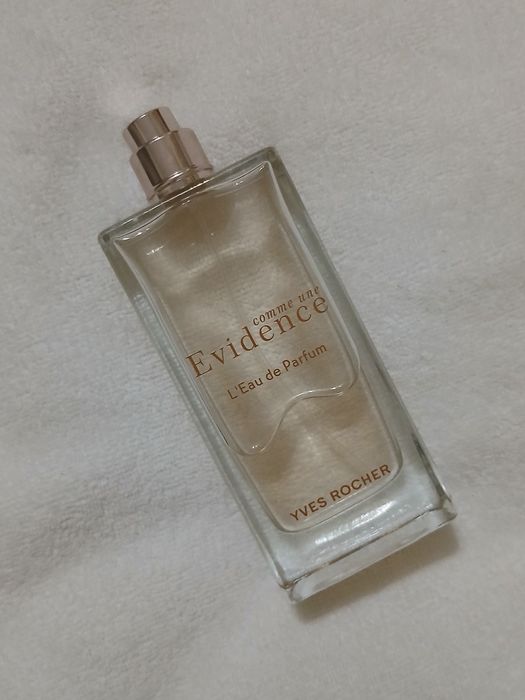 comme une
Evidence
L'Eau de Parfum
YVES ROCHER